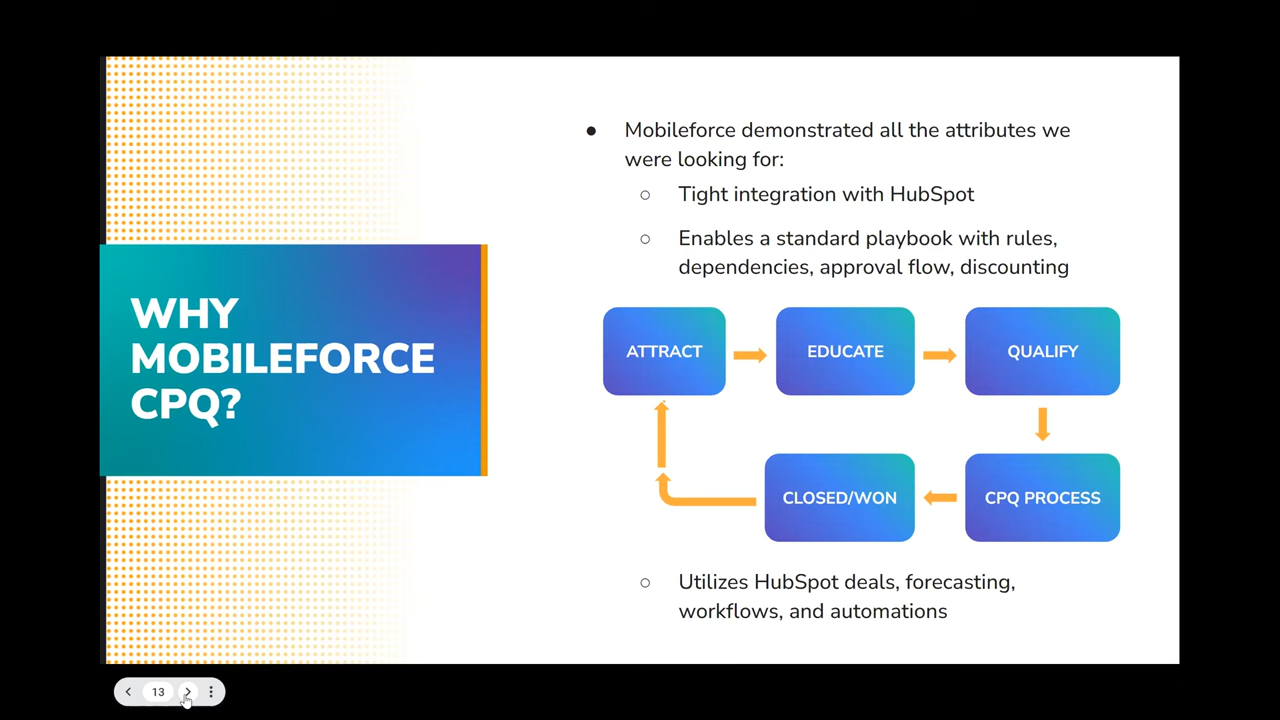 WHY
MOBILEFORCE
CPQ?
● Mobileforce demonstrated all the attributes we
were looking for:
○ Tight integration with HubSpot
○ Enables a standard playbook with rules,
dependencies, approval flow, discounting
ATTRACT
EDUCATE
QUALIFY
CLOSED/WON
CPQ PROCESS
○ Utilizes HubSpot deals, forecasting,
workflows, and automations
13